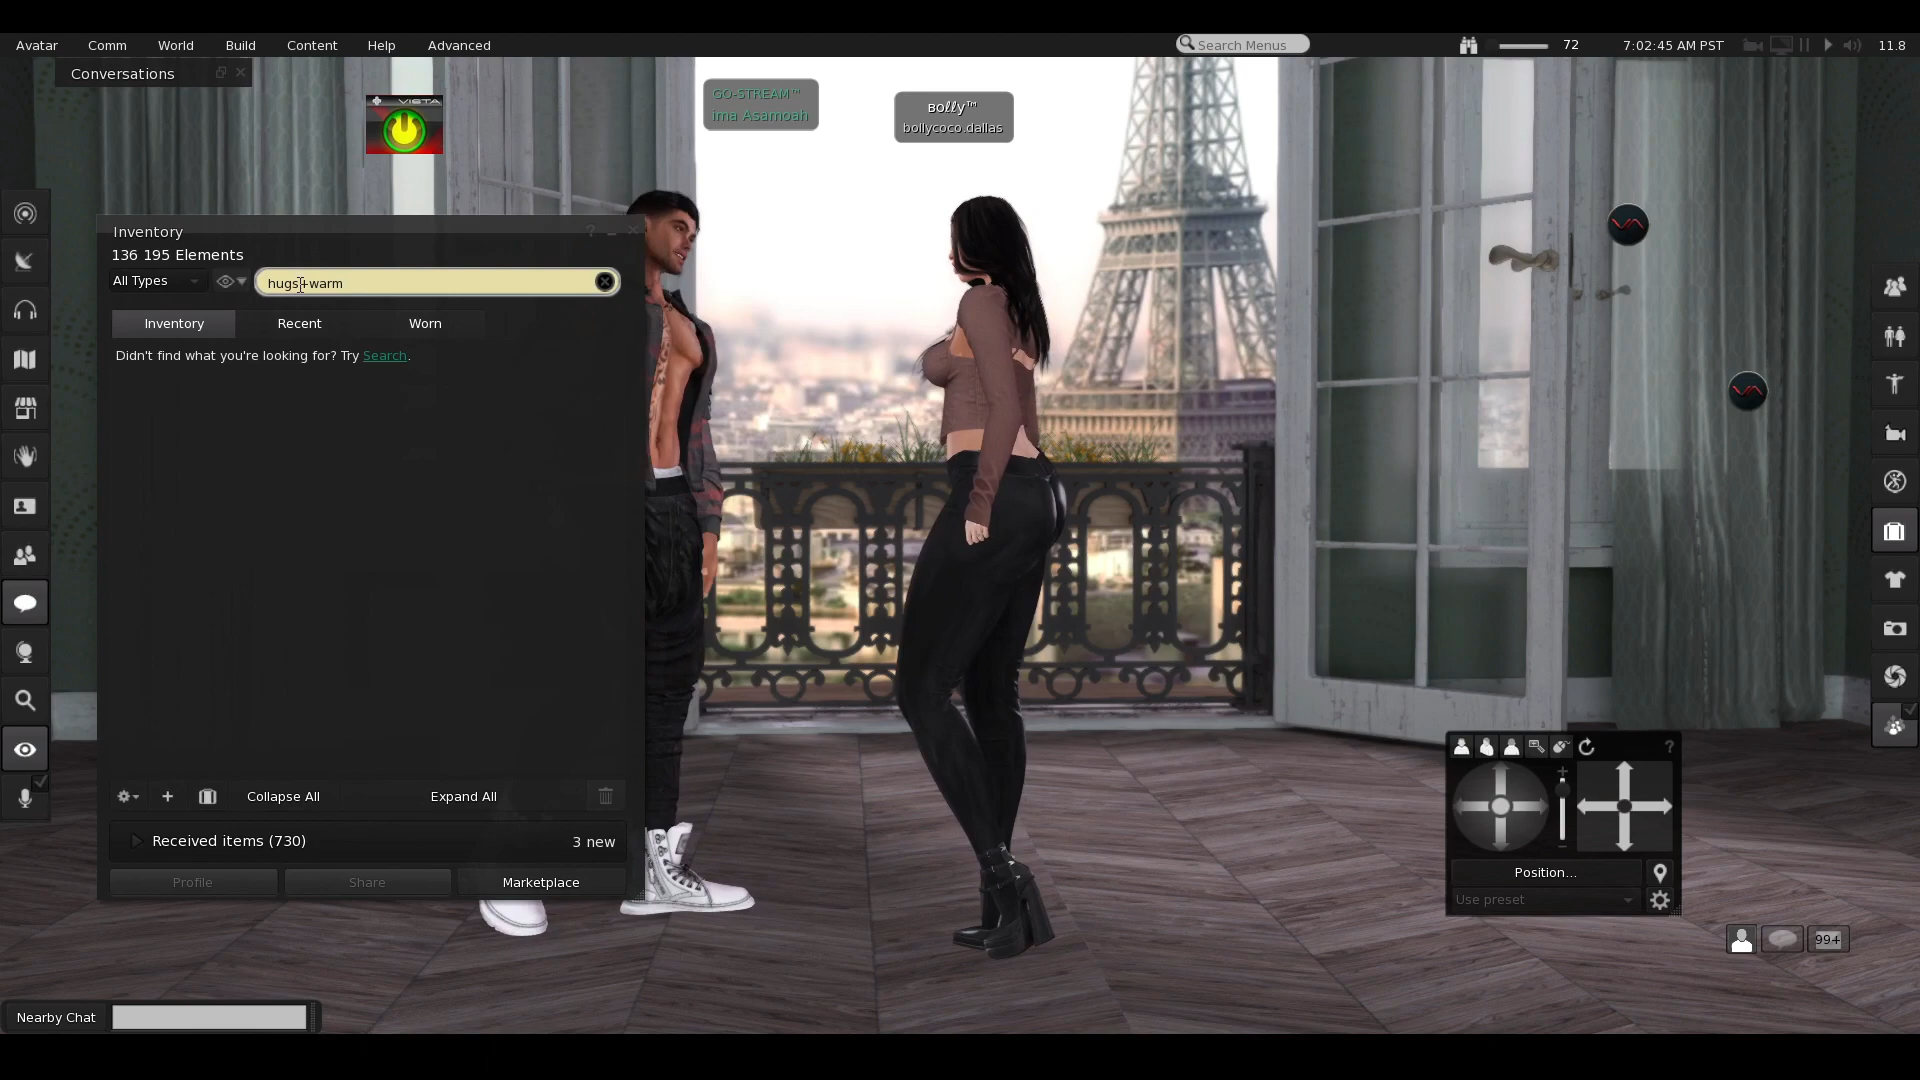 Avatar Comm World Build Content Help Advanced Search Menus 72 7:02:45 AM PST 11.8
Conversations
VISTA
GO-STREAM™
ima Asamoah
BOℓℓy™
bollycoco.dallas
Inventory ?
136 195 Elements
All Types hugs+warm
Inventory Recent Worn
Didn't find what you're looking for? Try Search.
Collapse All Expand All
Received items (730) 3 new
Profile Share Marketplace
?
Position...
Use preset
99+
Nearby Chat